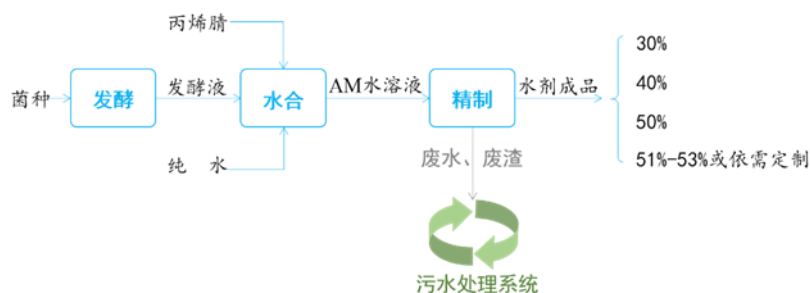 丙烯腈
菌种
发酵
发酵液
水合
AM水溶液
精制
水剂成品
纯 水
30%
40%
50%
51%-53%或依需定制
废水、废渣
污水处理系统